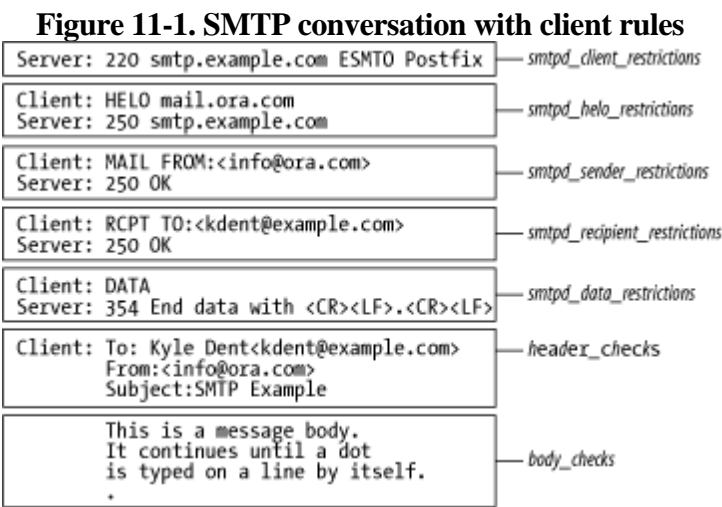 Figure 11-1. SMTP conversation with client rules
Server: 220 smtp.example.com ESMTO Postfix
smtpd_client_restrictions
Client: HELO mail.ora.com
Server: 250 smtp.example.com
smtpd_helo_restrictions
Client: MAIL FROM:<info@ora.com>
Server: 250 OK
smtpd_sender_restrictions
Client: RCPT TO:<kdent@example.com>
Server: 250 OK
smtpd_recipient_restrictions
Client: DATA
Server: 354 End data with <CR><LF>.<CR><LF>
smtpd_data_restrictions
Client: To: Kyle Dent<kdent@example.com>
From:<info@ora.com>
Subject:SMTP Example
header_checks
This is a message body.
It continues until a dot
is typed on a line by itself.
.
body_checks